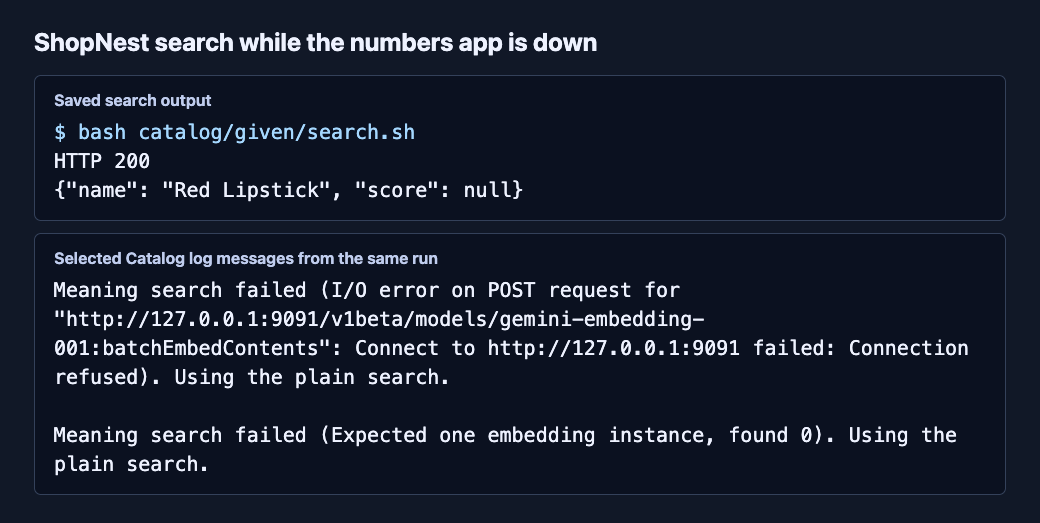 ShopNest search while the numbers app is down
Saved search output
$ bash catalog/given/search.sh
HTTP 200
{"name": "Red Lipstick", "score": null}
Selected Catalog log messages from the same run
Meaning search failed (I/O error on POST request for
"http://127.0.0.1:9091/v1beta/models/gemini-embedding-
001:batchEmbedContents": Connect to http://127.0.0.1:9091 failed: Connection
refused). Using the plain search.
Meaning search failed (Expected one embedding instance, found 0). Using the
plain search.